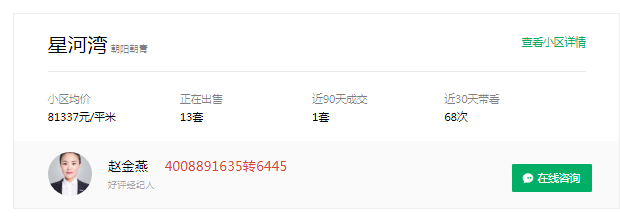 星河湾 朝阳朝青 查看小区详情
小区均价 正在出售 近90天成交 近30天带看
81337元/平米 13套 1套 68次
赵金燕 4008891635转6445
好评经纪人
在线咨询